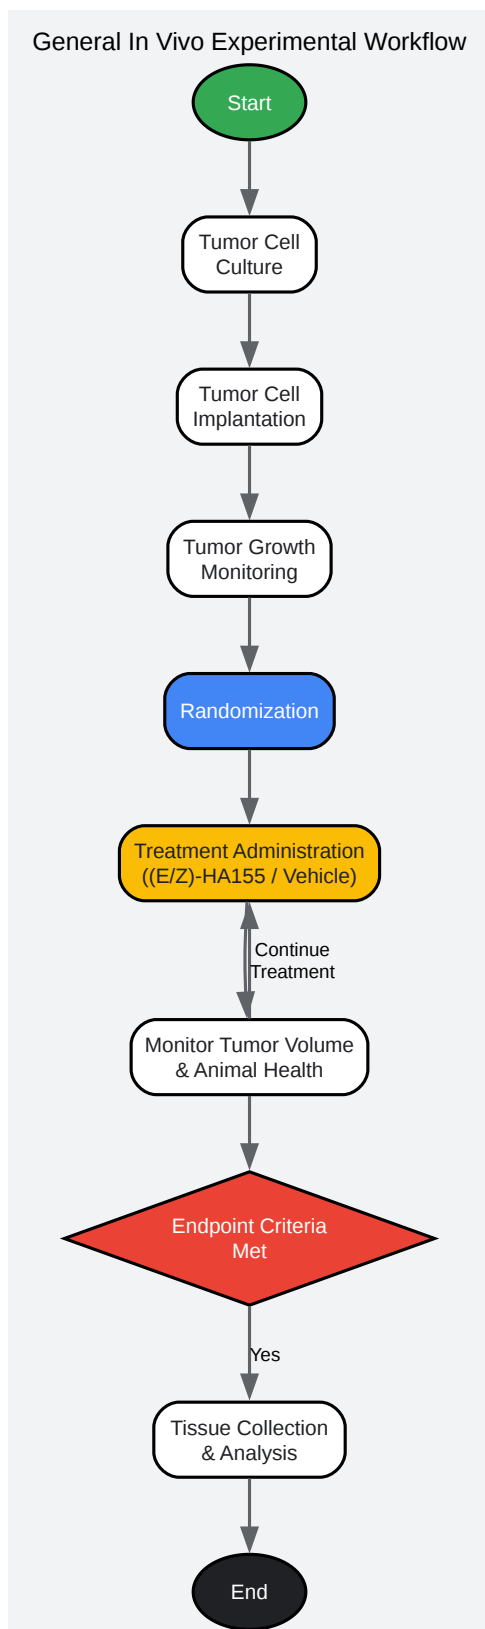 General In Vivo Experimental Workflow
Start
Tumor Cell
Culture
Tumor Cell
Implantation
Tumor Growth
Monitoring
Randomization
Treatment Administration
((E/Z)-HA155 / Vehicle)
Continue
Treatment
Monitor Tumor Volume
& Animal Health
Endpoint Criteria
Met
Yes
Tissue Collection
& Analysis
End